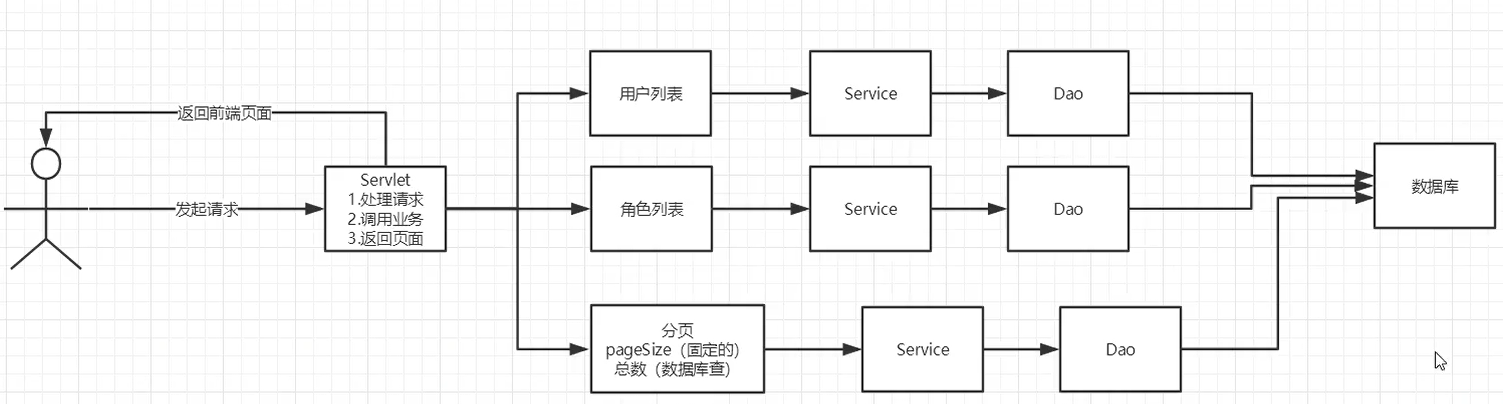 用户列表
Service
Dao
返回前端页面
Servlet
1.处理请求
2.调用业务
3.返回页面
发起请求
角色列表
Service
Dao
数据库
分页
pageSize（固定的）
总数（数据库查）
Service
Dao